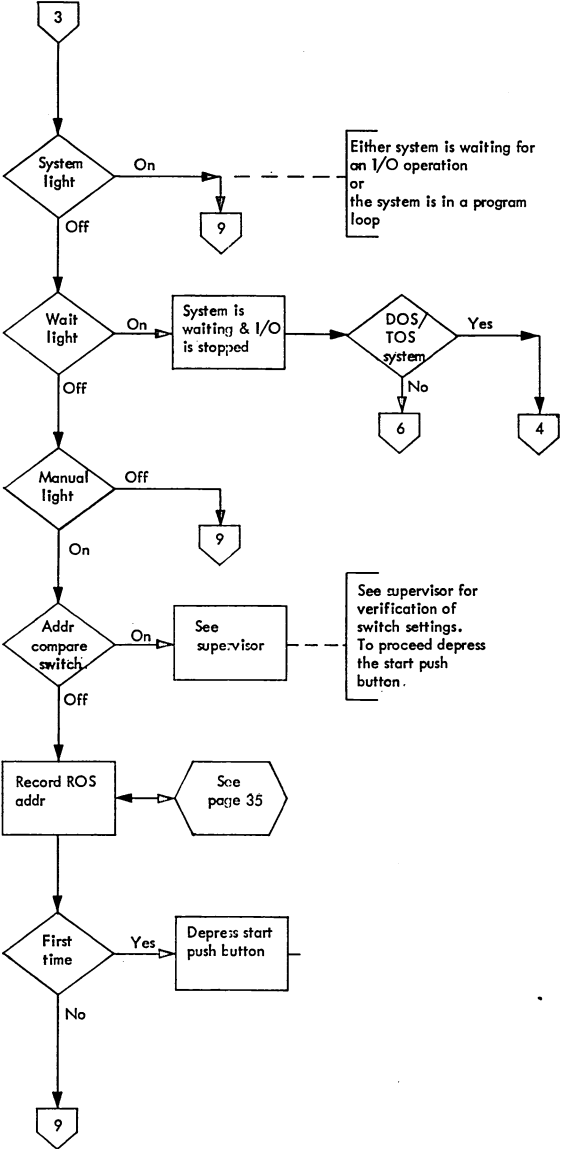 3
System
light
On
Either system is waiting for
an I/O operation
or
the system is in a program
loop
9
Off
Wait
light
On
System is
waiting & I/O
is stopped
DOS/
TOS
system
Yes
No
Off
6
4
Manual
light
Off
9
On
Addr
compare
switch
On
See
supervisor
See supervisor for
verification of
switch settings.
To proceed depress
the start push
button.
Off
Record ROS
addr
See
page 35
First
time
Yes
Depress start
push button
No
9